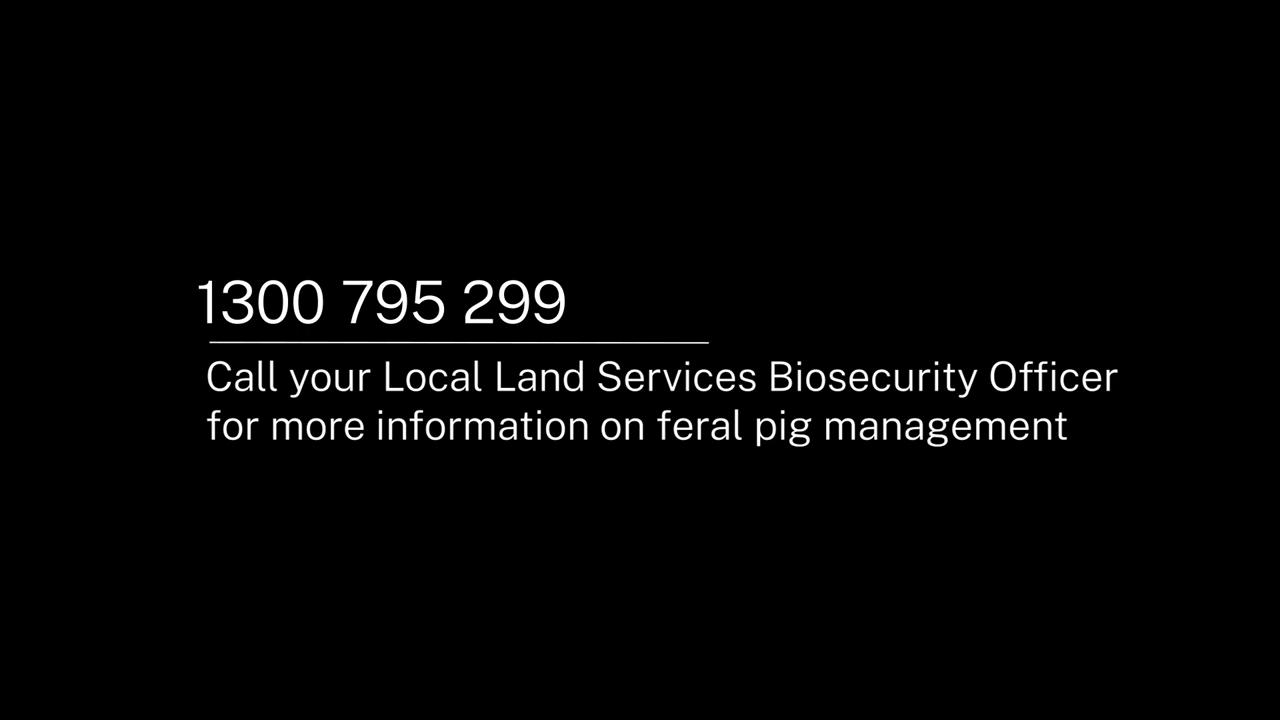 1300 795 299
Call your Local Land Services Biosecurity Officer
for more information on feral pig management